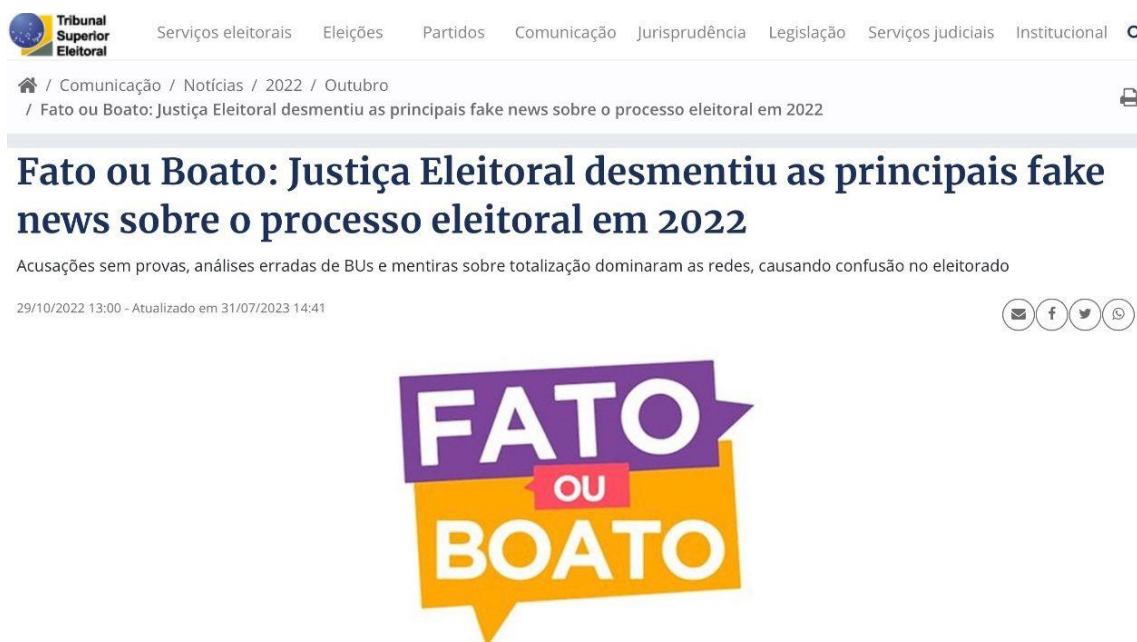 Tribunal
Superior
Eleitoral
Serviços eleitorais Eleições Partidos Comunicação Jurisprudência Legislação Serviços judiciais Institucional
/ Comunicação / Notícias / 2022 / Outubro
/ Fato ou Boato: Justiça Eleitoral desmentiu as principais fake news sobre o processo eleitoral em 2022
Fato ou Boato: Justiça Eleitoral desmentiu as principais fake
news sobre o processo eleitoral em 2022
Acusações sem provas, análises erradas de BUs e mentiras sobre totalização dominaram as redes, causando confusão no eleitorado
29/10/2022 13:00 - Atualizado em 31/07/2023 14:41
FATO
OU
BOATO